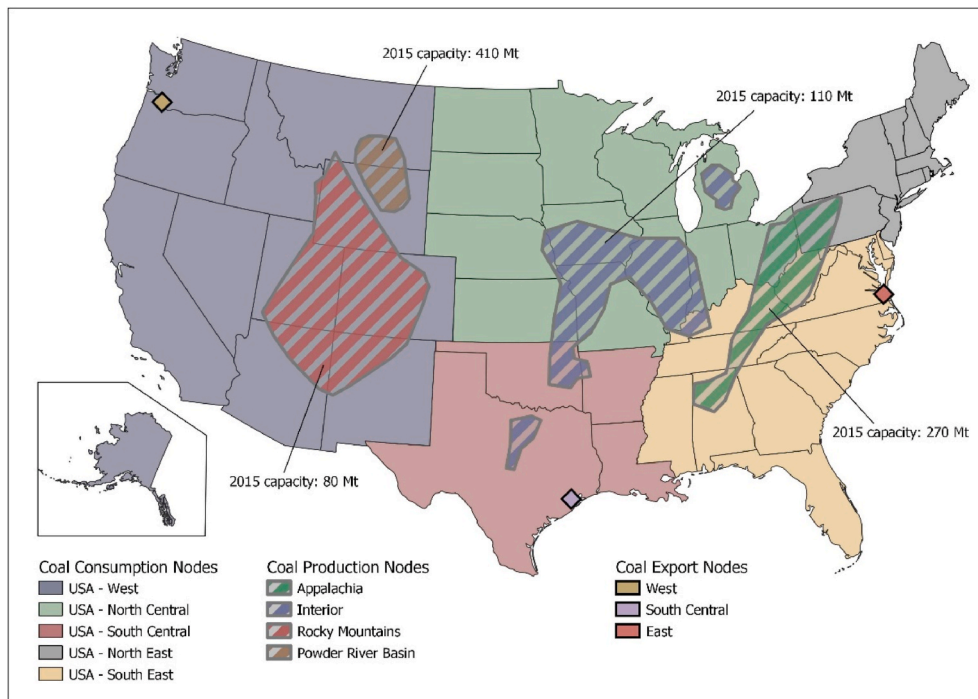 2015 capacity: 410 Mt
2015 capacity: 110 Mt
2015 capacity: 270 Mt
2015 capacity: 80 Mt
Coal Consumption Nodes
USA - West
USA - North Central
USA - South Central
USA - North East
USA - South East
Coal Production Nodes
Appalachia
Interior
Rocky Mountains
Powder River Basin
Coal Export Nodes
West
South Central
East